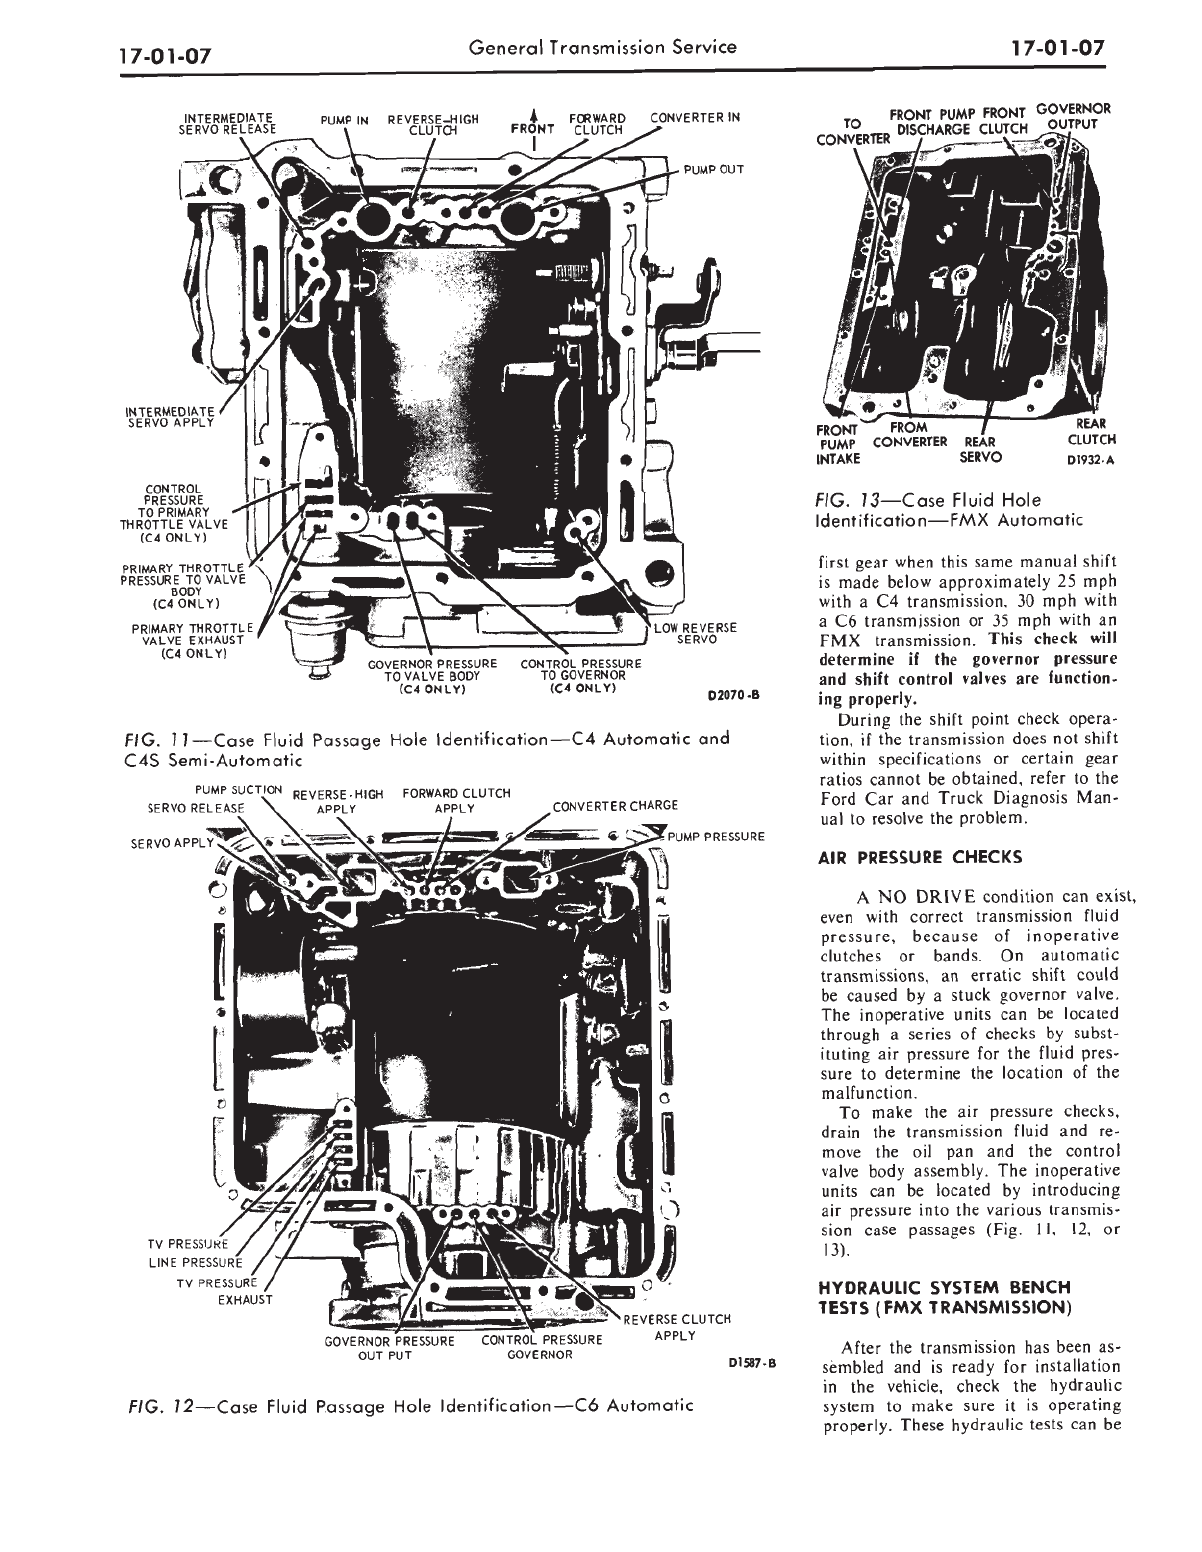 17-01-07
General Transmission Service
17-01-07
INTERMEDIATE
SERVO RELEASE
PUMP IN
REVERSE-HIGH
CLUTCH
FRONT
FORWARD
CLUTCH
CONVERTER IN
PUMP OUT
INTERMEDIATE
SERVO APPLY
CONTROL
PRESSURE
TO PRIMARY
THROTTLE VALVE
(C4 ONLY)
PRIMARY THROTTLE
PRESSURE TO VALVE
BODY
(C4 ONLY)
PRIMARY THROTTLE
VALVE EXHAUST
(C4 ONLY)
GOVERNOR PRESSURE
TO VALVE BODY
(C4 ONLY)
CONTROL PRESSURE
TO GOVERNOR
(C4 ONLY)
LOW REVERSE
SERVO
D2070-B
FIG. 11—Case Fluid Passage Hole Identification—C4 Automatic and
C4S Semi-Automatic
PUMP SUCTION
SERVO RELEASE
REVERSE-HIGH
APPLY
FORWARD CLUTCH
APPLY
CONVERTER CHARGE
SERVO APPLY
PUMP PRESSURE
TV PRESSURE
LINE PRESSURE
TV PRESSURE
EXHAUST
GOVERNOR PRESSURE
OUT PUT
CONTROL PRESSURE
GOVERNOR
REVERSE CLUTCH
APPLY
D1587-B
FIG. 12—Case Fluid Passage Hole Identification—C6 Automatic
TO
CONVERTER
FRONT PUMP
DISCHARGE
FRONT
CLUTCH
GOVERNOR
OUTPUT
FRONT
PUMP
INTAKE
FROM
CONVERTER
REAR
SERVO
REAR
CLUTCH
D1932-A
FIG. 13—Case Fluid Hole
Identification—FMX Automatic
first gear when this same manual shift
is made below approximately 25 mph
with a C4 transmission, 30 mph with
a C6 transmission or 35 mph with an
FMX transmission. This check will
determine if the governor pressure
and shift control valves are function-
ing properly.
During the shift point check opera-
tion, if the transmission does not shift
within specifications or certain gear
ratios cannot be obtained, refer to the
Ford Car and Truck Diagnosis Man-
ual to resolve the problem.
AIR PRESSURE CHECKS
A NO DRIVE condition can exist,
even with correct transmission fluid
pressure, because of inoperative
clutches or bands. On automatic
transmissions, an erratic shift could
be caused by a stuck governor valve.
The inoperative units can be located
through a series of checks by subst-
ituting air pressure for the fluid pres-
sure to determine the location of the
malfunction.
To make the air pressure checks,
drain the transmission fluid and re-
move the oil pan and the control
valve body assembly. The inoperative
units can be located by introducing
air pressure into the various transmis-
sion case passages (Fig. 11, 12, or
13).
HYDRAULIC SYSTEM BENCH
TESTS (FMX TRANSMISSION)
After the transmission has been as-
sembled and is ready for installation
in the vehicle, check the hydraulic
system to make sure it is operating
properly. These hydraulic tests can be